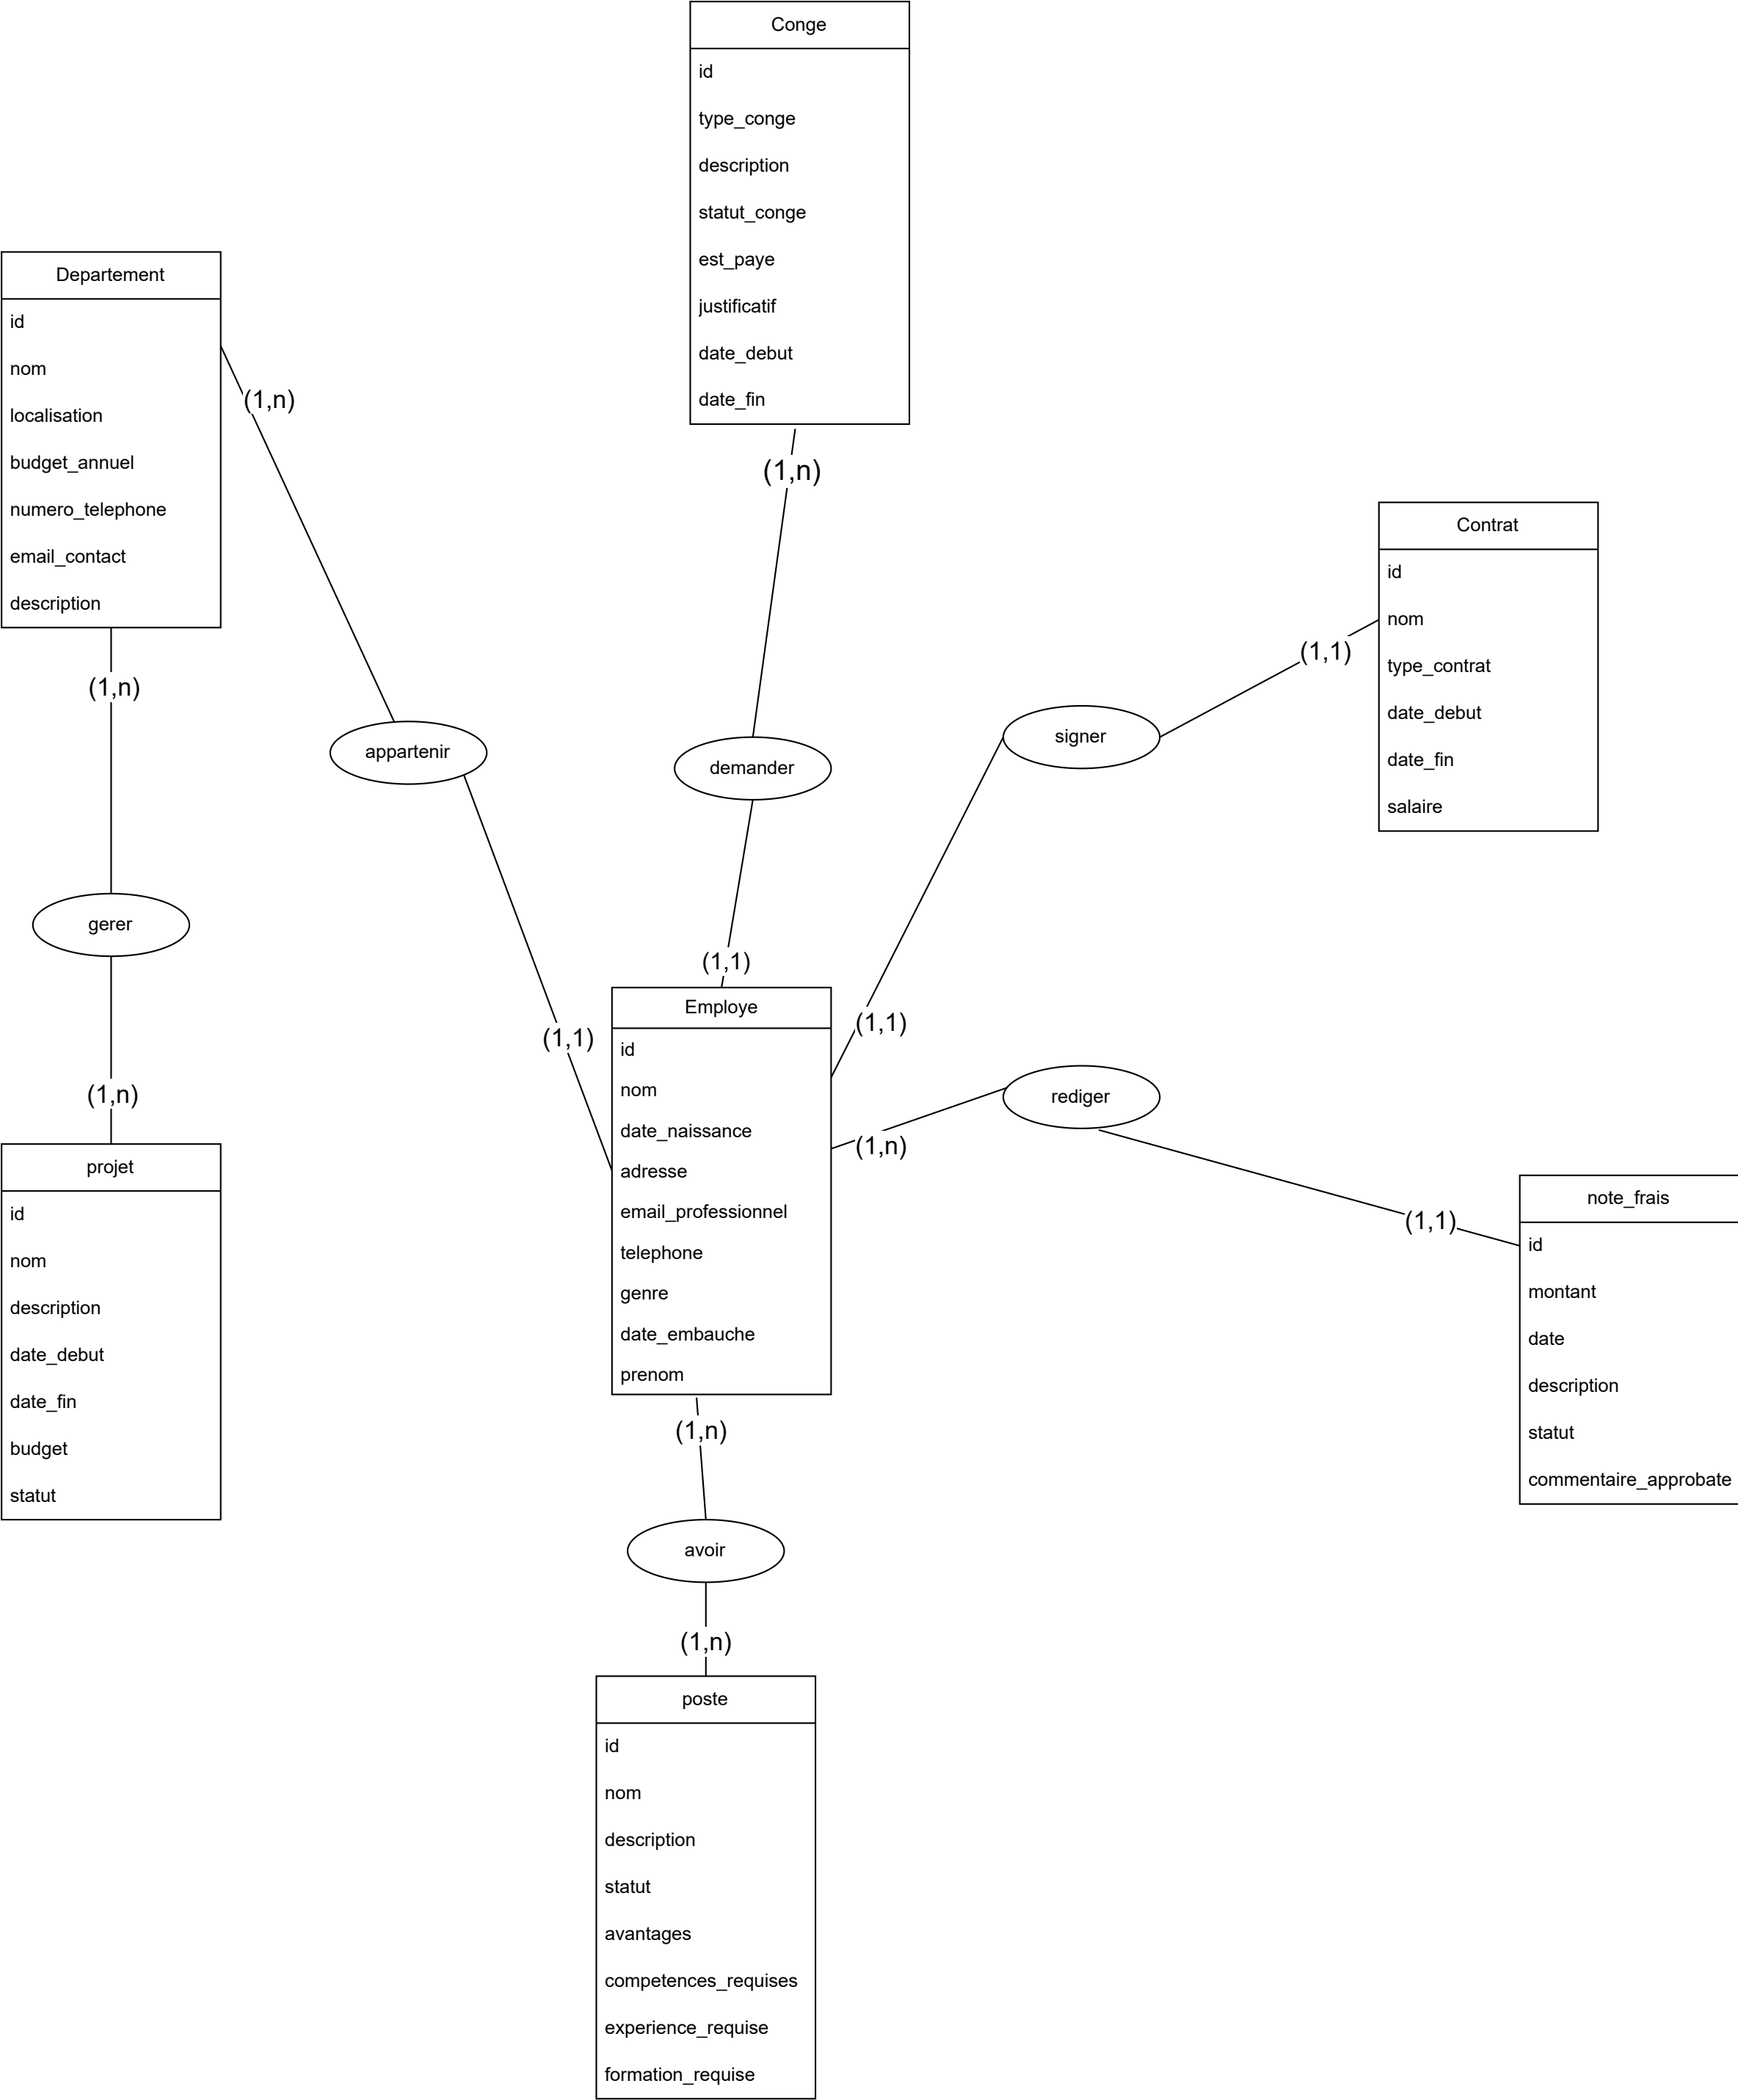 Conge
id
type_conge
description
statut_conge
est_paye
justificatif
date_debut
date_fin
(1,n)
Departement
id
nom
localisation
budget_annuel
numero_telephone
email_contact
description
(1,n)
(1,n)
Contrat
id
nom
type_contrat
date_debut
date_fin
salaire
(1,1)
appartenir
demander
signer
gerer
(1,1)
(1,1)
(1,1)
Employe
id
nom
date_naissance
adresse
email_professionnel
telephone
genre
date_embauche
prenom
(1,n)
rediger
(1,n)
(1,1)
projet
id
nom
description
date_debut
date_fin
budget
statut
note_frais
id
montant
date
description
statut
commentaire_approbate
(1,n)
avoir
(1,n)
poste
id
nom
description
statut
avantages
competences_requises
experience_requise
formation_requise